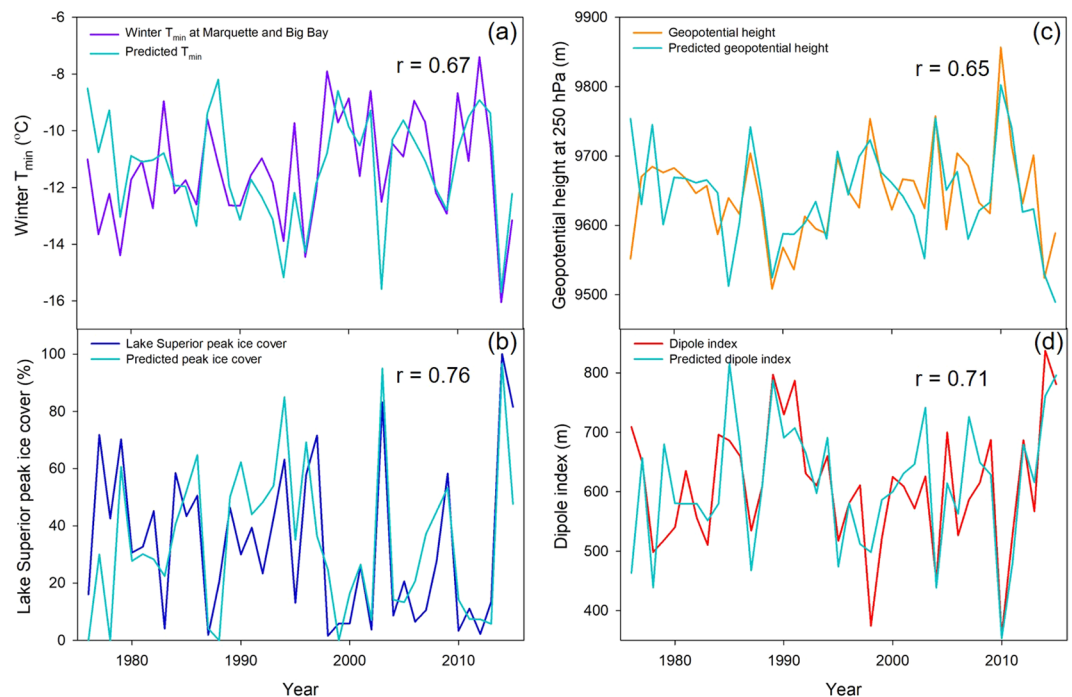 (a)
Winter Tmin at Marquette and Big Bay
Predicted Tmin
r = 0.67
-6
-8
-10
-12
-14
-16
Winter Tmin (°C)
(c)
Geopotential height
Predicted geopotential height
r = 0.65
9900
9800
9700
9600
9500
Geopotential height at 250 hPa (m)
(b)
Lake Superior peak ice cover
Predicted peak ice cover
r = 0.76
100
80
60
40
20
0
Lake Superior peak ice cover (%)
1980
1990
2000
2010
Year
(d)
Dipole index
Predicted dipole index
r = 0.71
800
700
600
500
400
Dipole index (m)
1980
1990
2000
2010
Year